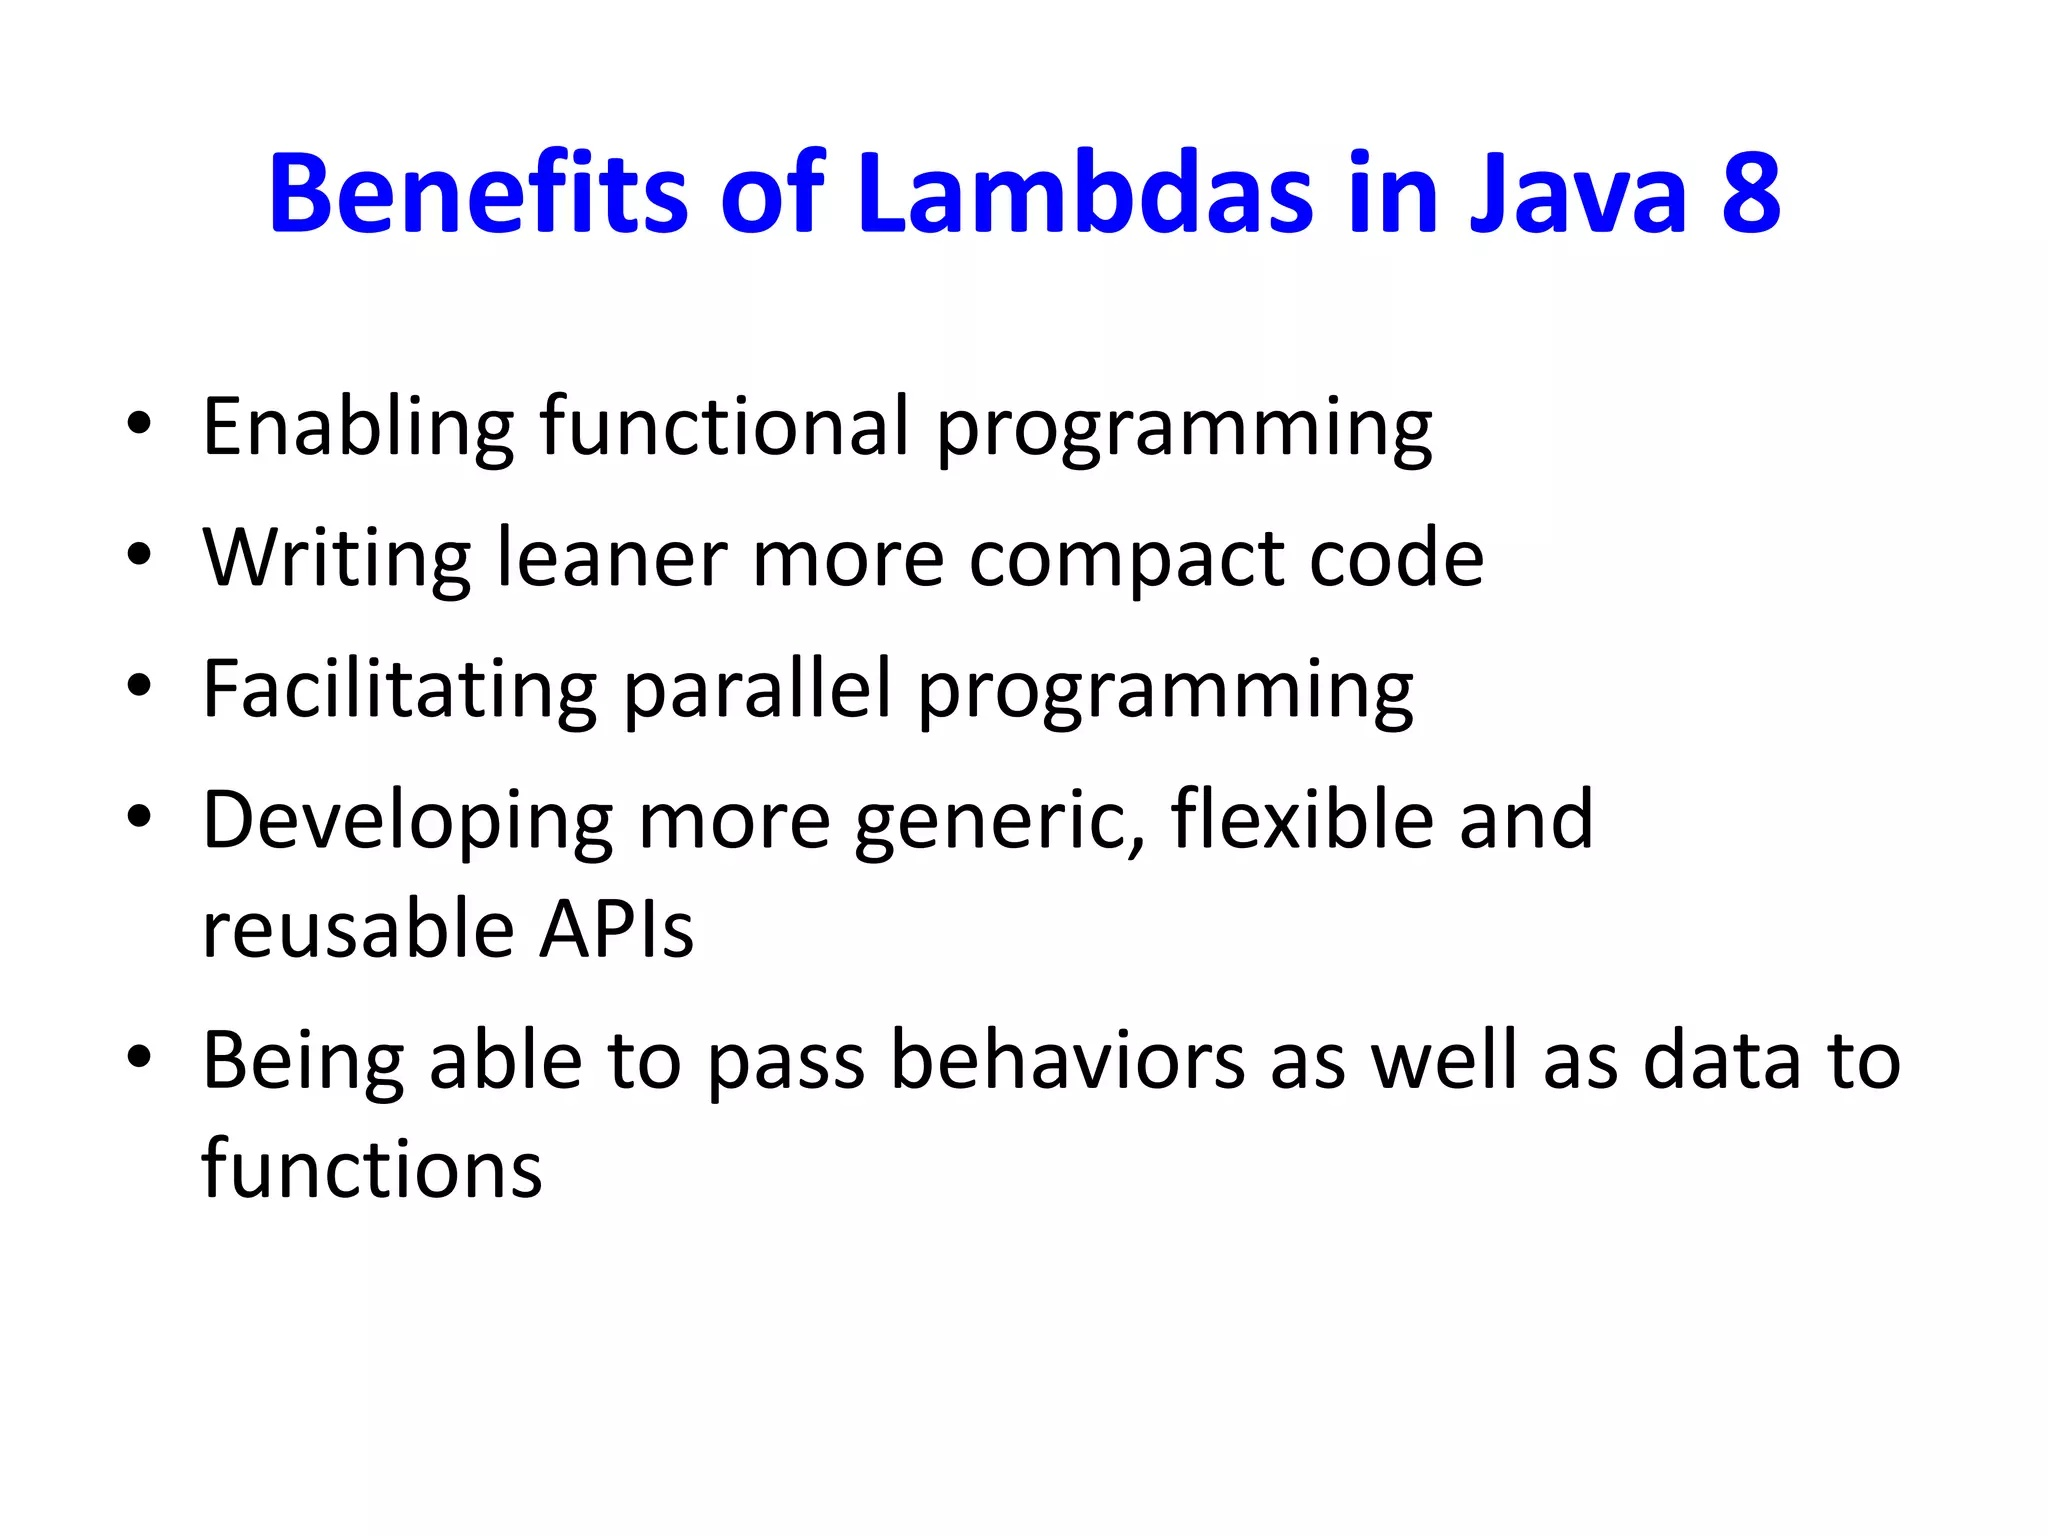 Benefits of Lambdas in Java 8
• Enabling functional programming
• Writing leaner more compact code
• Facilitating parallel programming
• Developing more generic, flexible and
reusable APIs
• Being able to pass behaviors as well as data to
functions